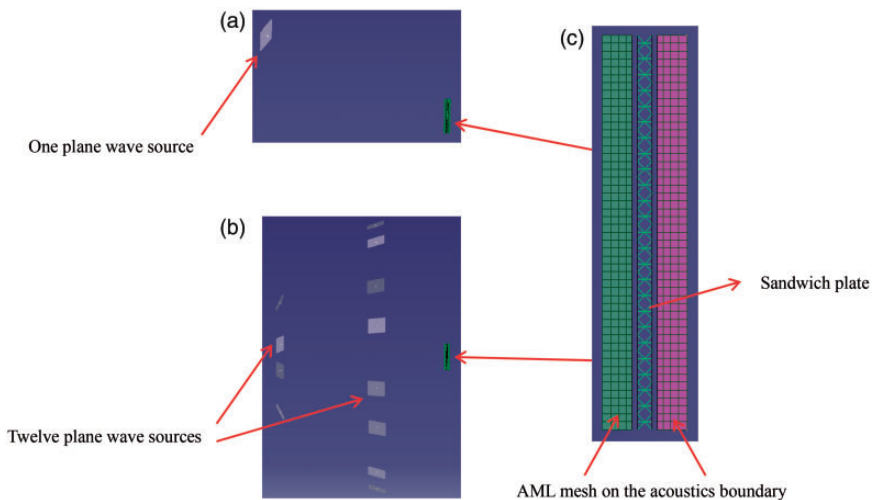 (a)
One plane wave source
(b)
Twelve plane wave sources
(c)
Sandwich plate
AML mesh on the acoustics boundary